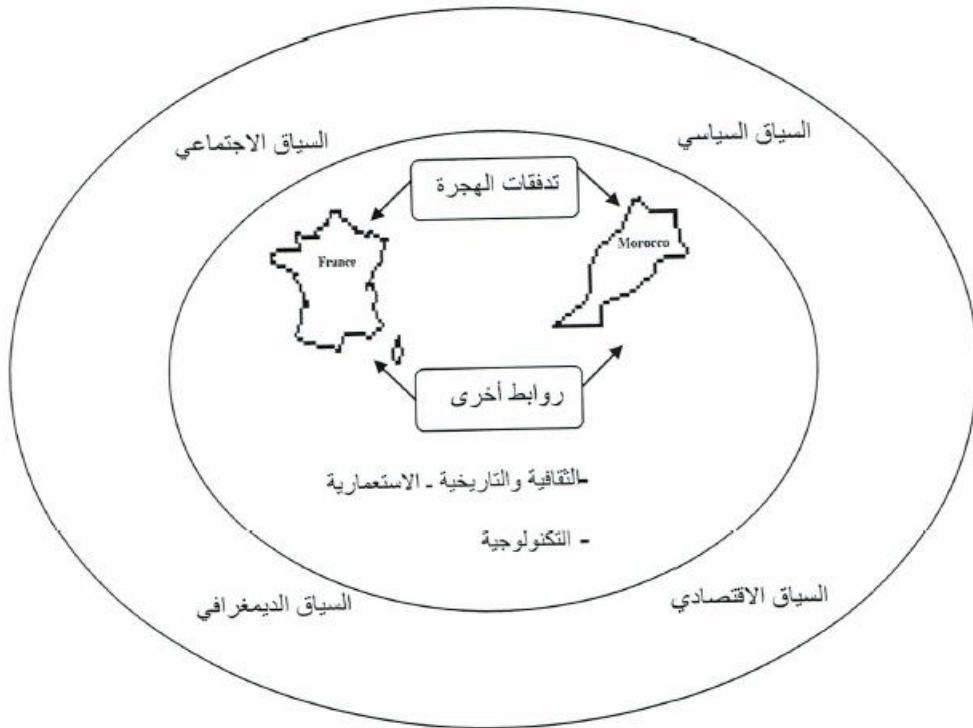 السياق السياسي
السياق الاجتماعي
تدفقات الهجرة
Morocco
France
روابط أخرى
-الثقافية والتاريخية - الاستعمارية
- التكنولوجية
السياق الاقتصادي
السياق الديمغرافي